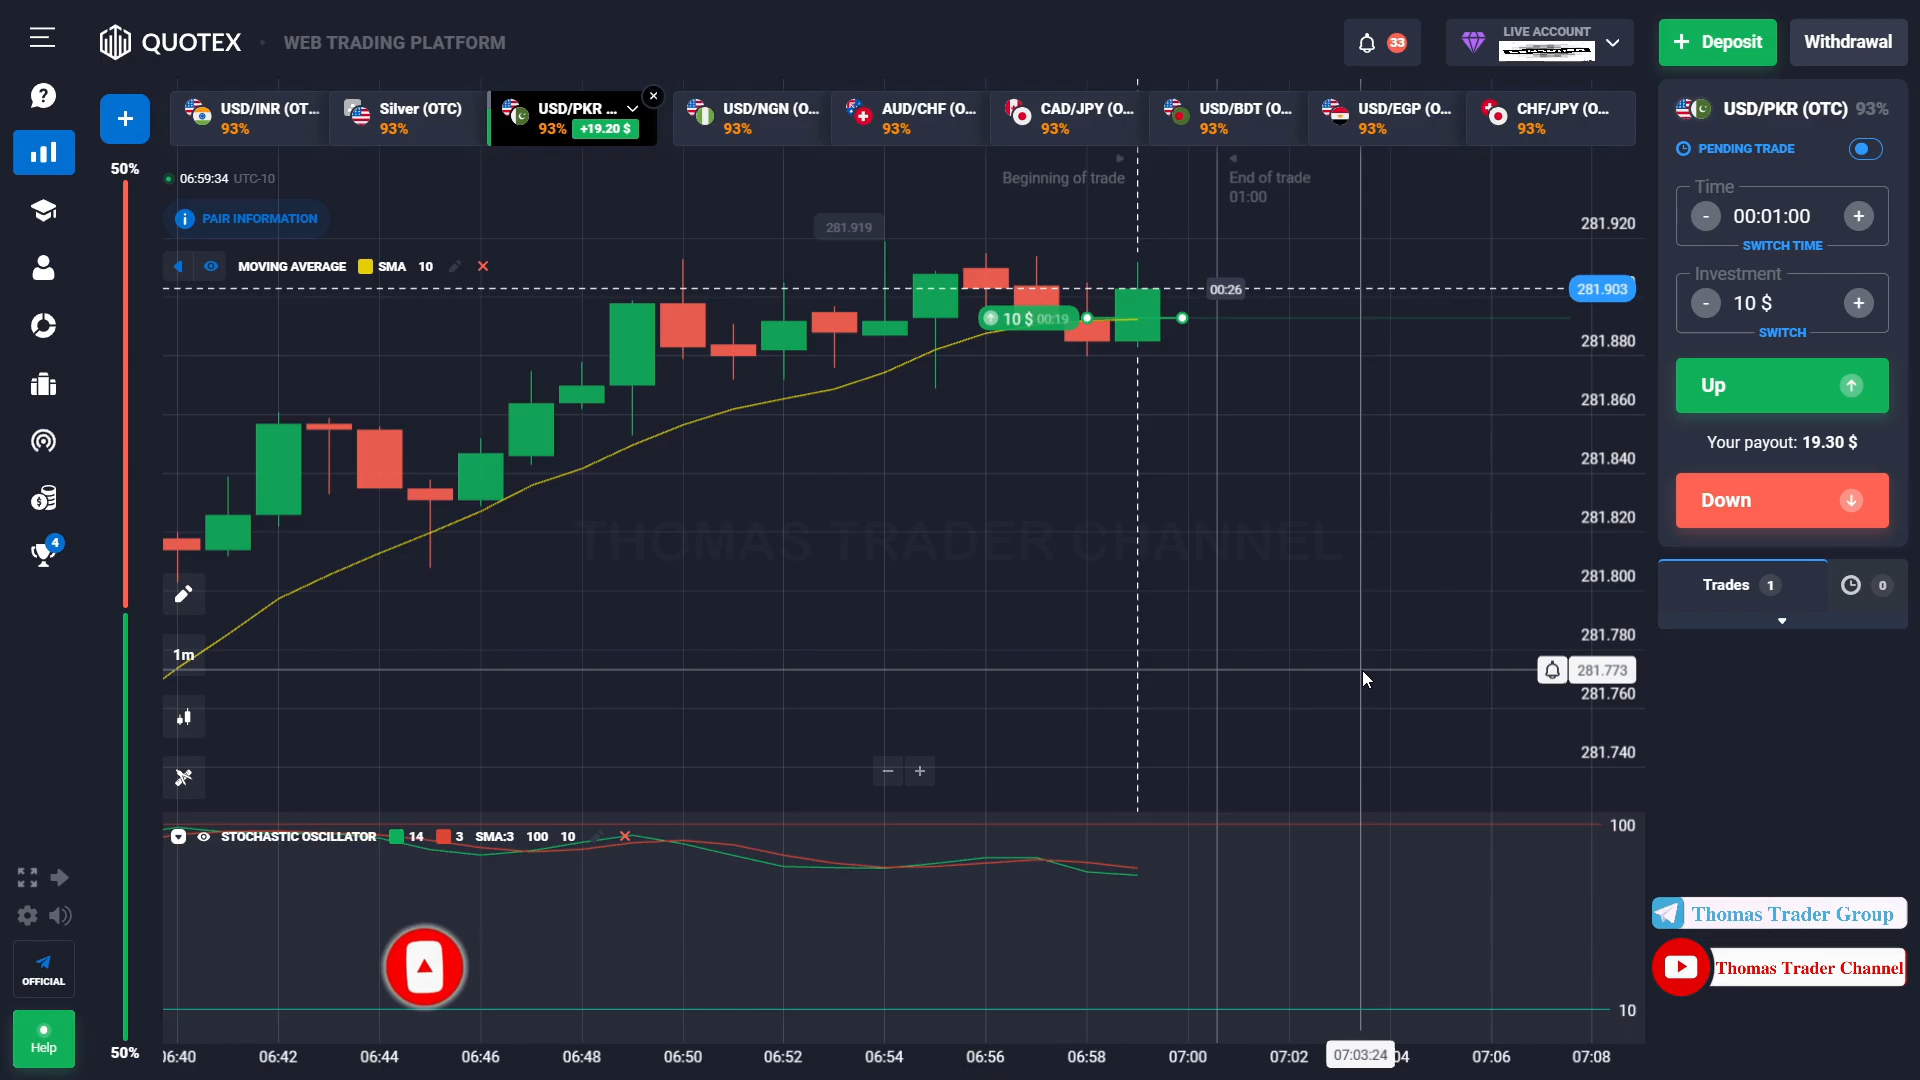 QUOTEX
WEB TRADING PLATFORM
33
LIVE ACCOUNT
+ Deposit
Withdrawal
+
USD/INR (OT...
93%
Silver (OTC)
93%
USD/PKR ...
93% +19.20 $
USD/NGN (O...
93%
AUD/CHF (O...
93%
CAD/JPY (O...
93%
USD/BDT (O...
93%
USD/EGP (O...
93%
CHF/JPY (O...
93%
USD/PKR (OTC) 93%
PENDING TRADE
Time
- 00:01:00 +
SWITCH TIME
Investment
- 10 $ +
SWITCH
Up
Your payout: 19.30 $
Down
Trades 1
0
50%
06:59:34 UTC-10
PAIR INFORMATION
MOVING AVERAGE SMA 10
Beginning of trade
End of trade
01:00
281.919
00:26
10 $ 00:19
281.920
281.903
281.880
281.860
281.840
281.820
281.800
281.780
281.773
281.760
281.740
THOMAS TRADER CHANNEL
1m
− +
STOCHASTIC OSCILLATOR 14 3 SMA:3 100 10
100
10
4
OFFICIAL
Help
50%
06:40 06:42 06:44 06:46 06:48 06:50 06:52 06:54 06:56 06:58 07:00 07:02 07:03:24 04 07:06 07:08
Thomas Trader Group
Thomas Trader Channel